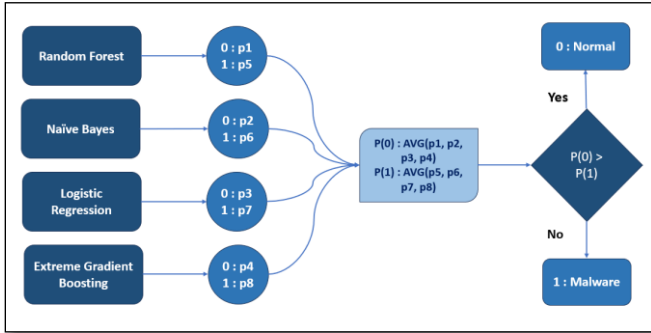 Random Forest
0 : p1
1 : p5
Naïve Bayes
0 : p2
1 : p6
Logistic
Regression
0 : p3
1 : p7
Extreme Gradient
Boosting
0 : p4
1 : p8
P(0) : AVG(p1, p2,
p3, p4)
P(1) : AVG(p5, p6,
p7, p8)
0 : Normal
Yes
P(0) >
P(1)
No
1 : Malware